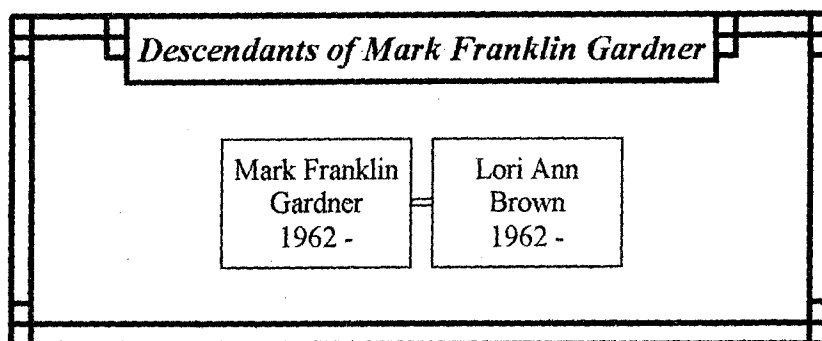 Descendants of Mark Franklin Gardner
Mark Franklin
Gardner
1962 -
Lori Ann
Brown
1962 -